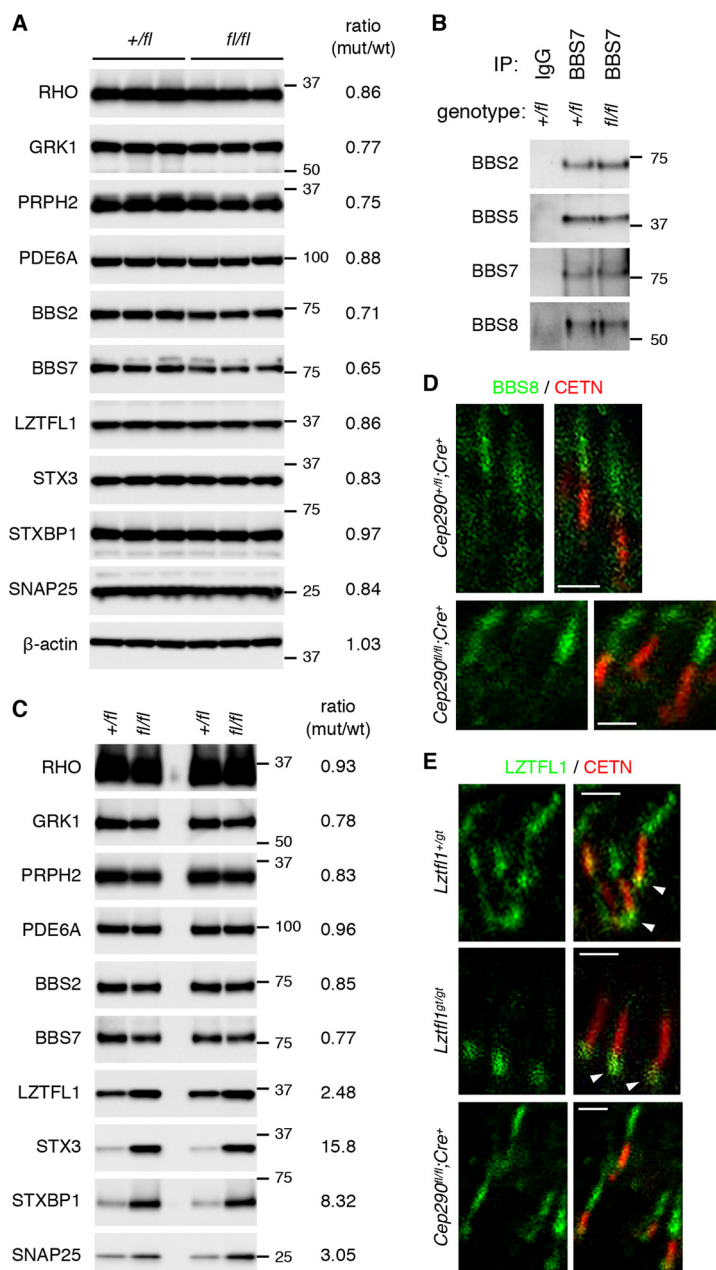 A
+/fl fl/fl
ratio
(mut/wt)
RHO 37 0.86
GRK1 50 0.77
PRPH2 37 0.75
PDE6A 100 0.88
BBS2 75 0.71
BBS7 75 0.65
LZTFL1 37 0.86
STX3 37 0.83
STXBP1 75 0.97
SNAP25 25 0.84
β-actin 37 1.03
B
IP: IgG BBS7 BBS7
genotype: +/fl +/fl fl/fl
BBS2 75
BBS5 37
BBS7 75
BBS8 50
C
+/fl fl/fl +/fl fl/fl
ratio
(mut/wt)
RHO 37 0.93
GRK1 50 0.78
PRPH2 37 0.83
PDE6A 100 0.96
BBS2 75 0.85
BBS7 75 0.77
LZTFL1 37 2.48
STX3 37 15.8
STXBP1 75 8.32
SNAP25 25 3.05
D
BBS8 / CETN
Cep290+/fl;Cre+
Cep290fl/fl;Cre+
E
LZTFL1 / CETN
Lztfl1+/gt
Lztfl1gt/gt
Cep290fl/fl;Cre+